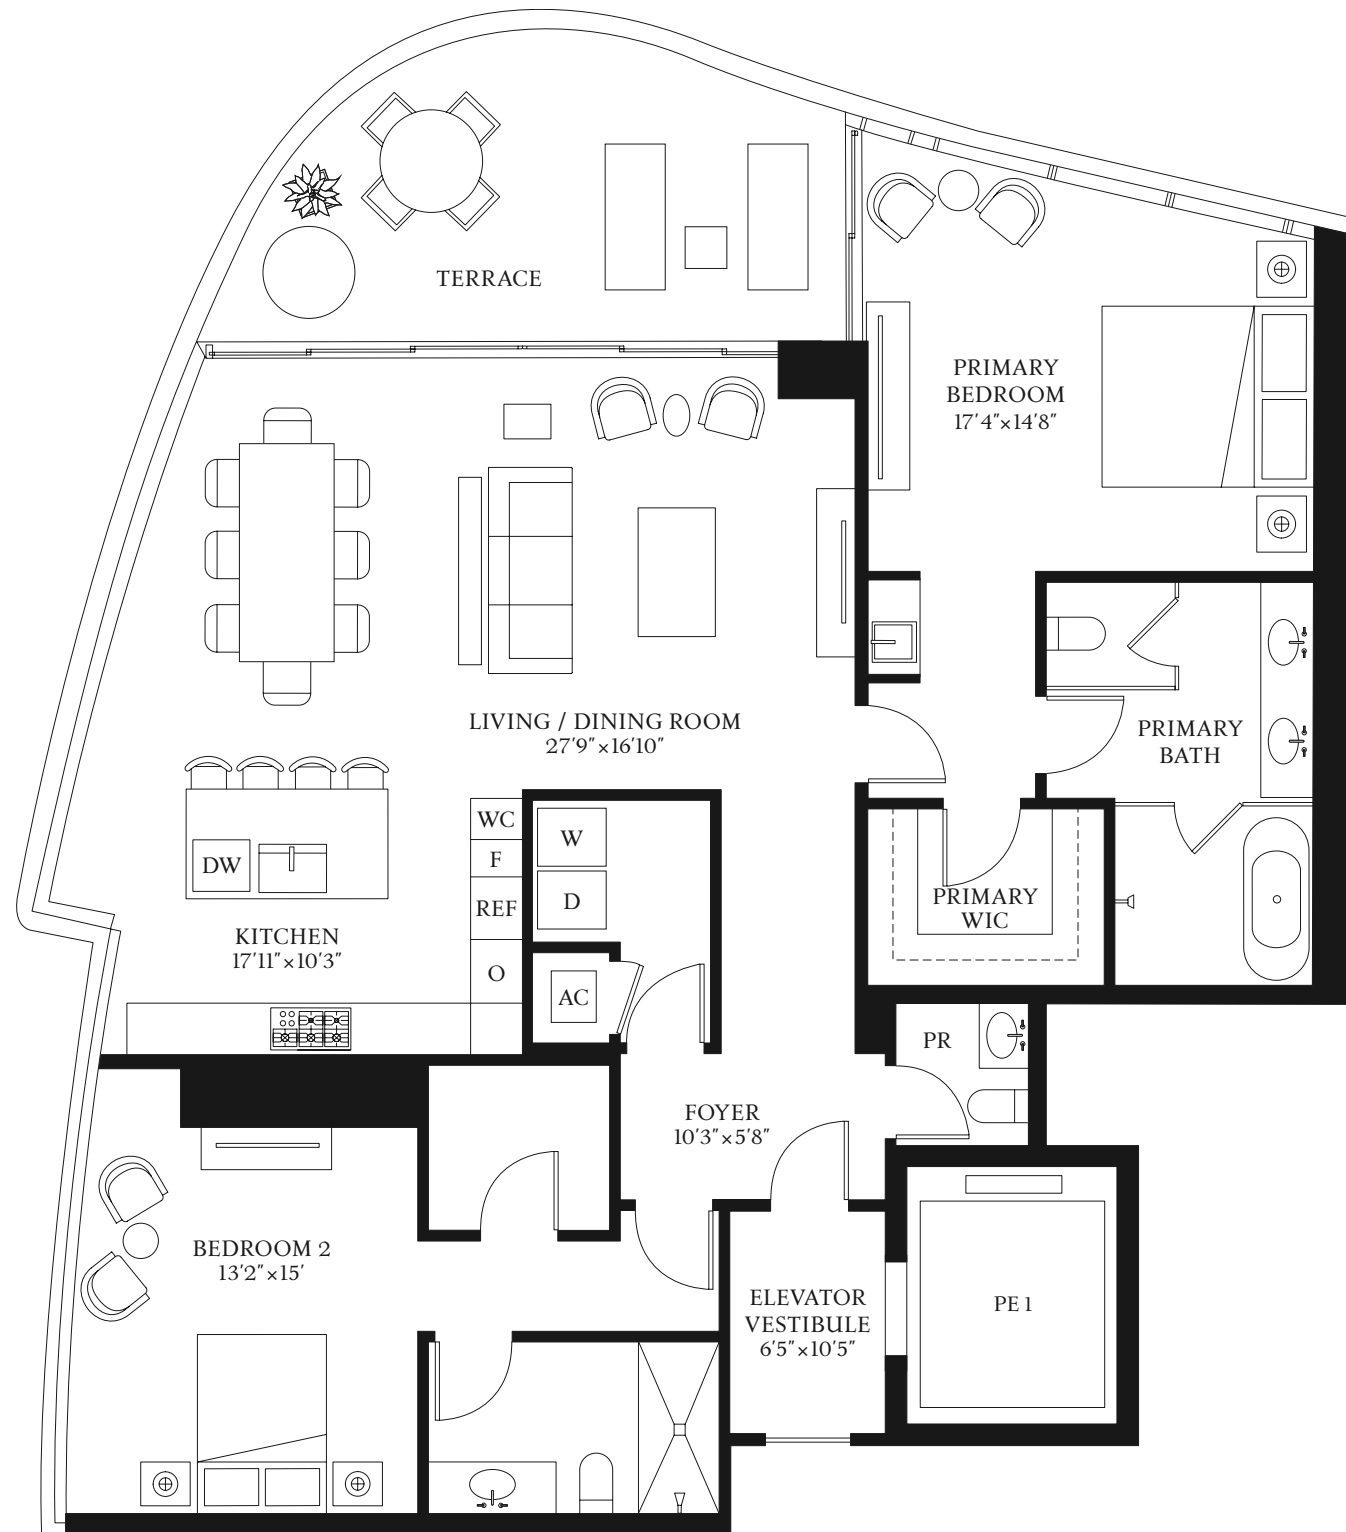 TERRACE
PRIMARY
BEDROOM
17'4"×14'8"
LIVING / DINING ROOM
27'9"×16'10"
PRIMARY
BATH
WC
F
REF
O
W
D
AC
DW
KITCHEN
17'11"×10'3"
PRIMARY
WIC
PR
FOYER
10'3"×5'8"
BEDROOM 2
13'2"×15'
ELEVATOR
VESTIBULE
6'5"×10'5"
PE 1